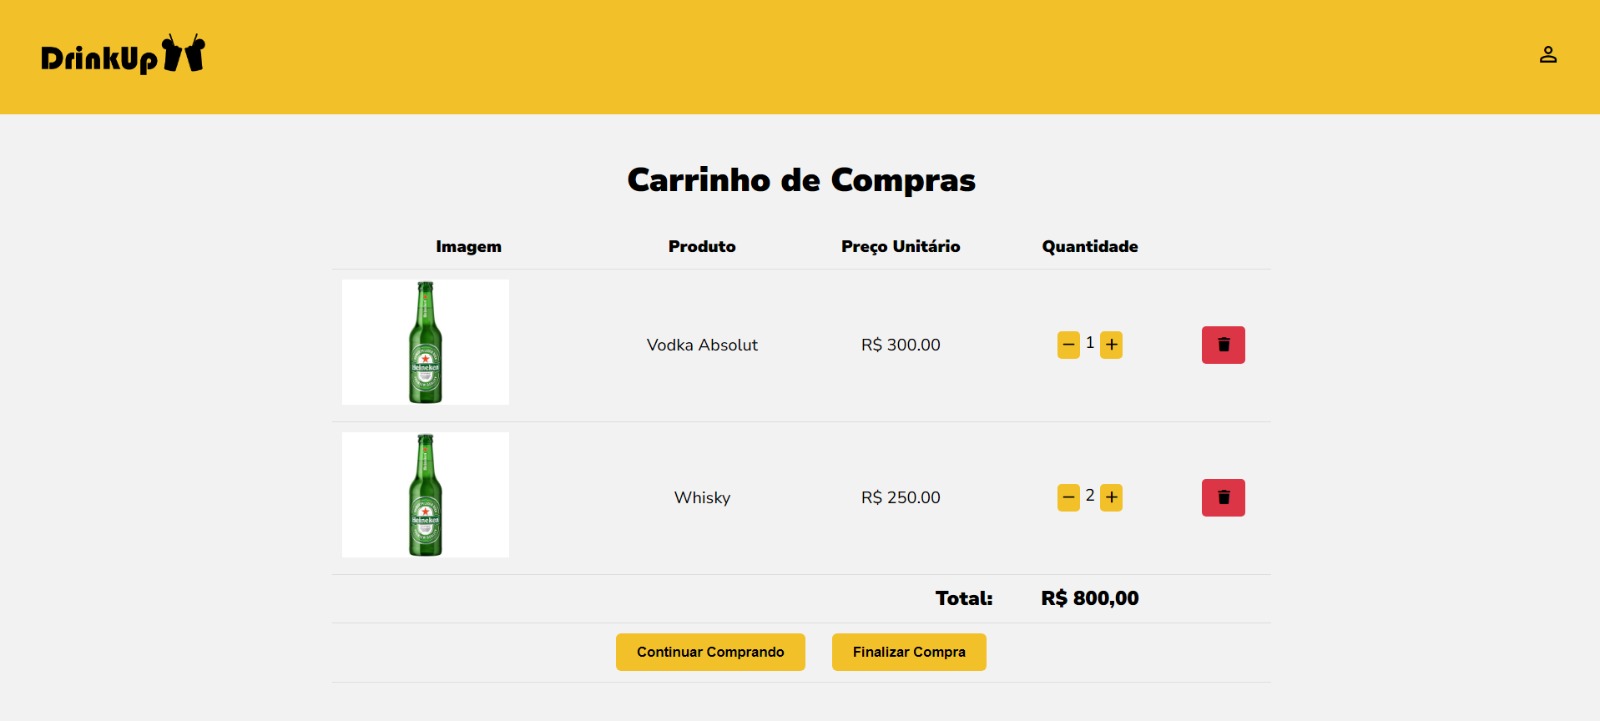 DrinkUp
Carrinho de Compras
Imagem Produto Preço Unitário Quantidade
Heineken
Vodka Absolut R$ 300.00 − 1 +
Heineken
Whisky R$ 250.00 − 2 +
Total: R$ 800,00
Continuar Comprando Finalizar Compra